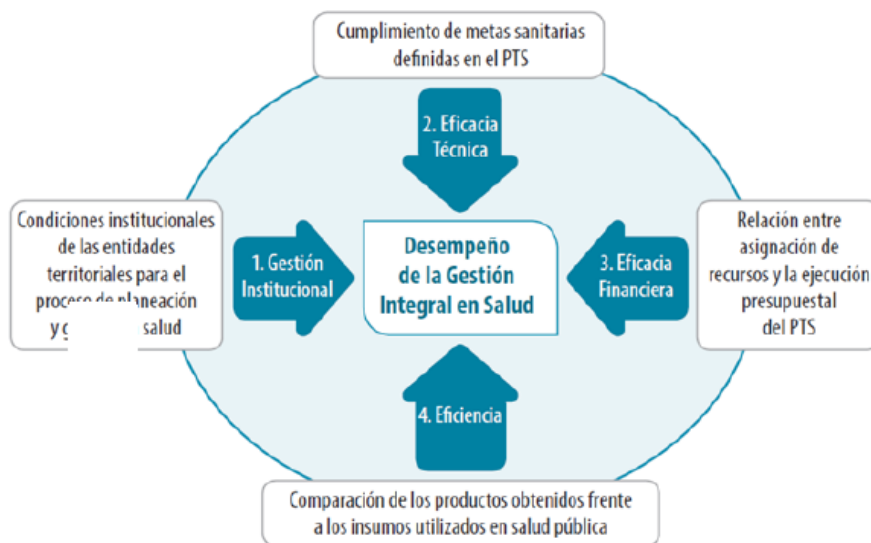 Cumplimiento de metas sanitarias
definidas en el PTS
2. Eficacia
Técnica
Condiciones institucionales
de las entidades
territoriales para el
proceso de planeación
y salud
1. Gestión
Institucional
Desempeño
de la Gestión
Integral en Salud
3. Eficacia
Financiera
Relación entre
asignación de
recursos y la ejecución
presupuestal
del PTS
4. Eficiencia
Comparación de los productos obtenidos frente
a los insumos utilizados en salud pública